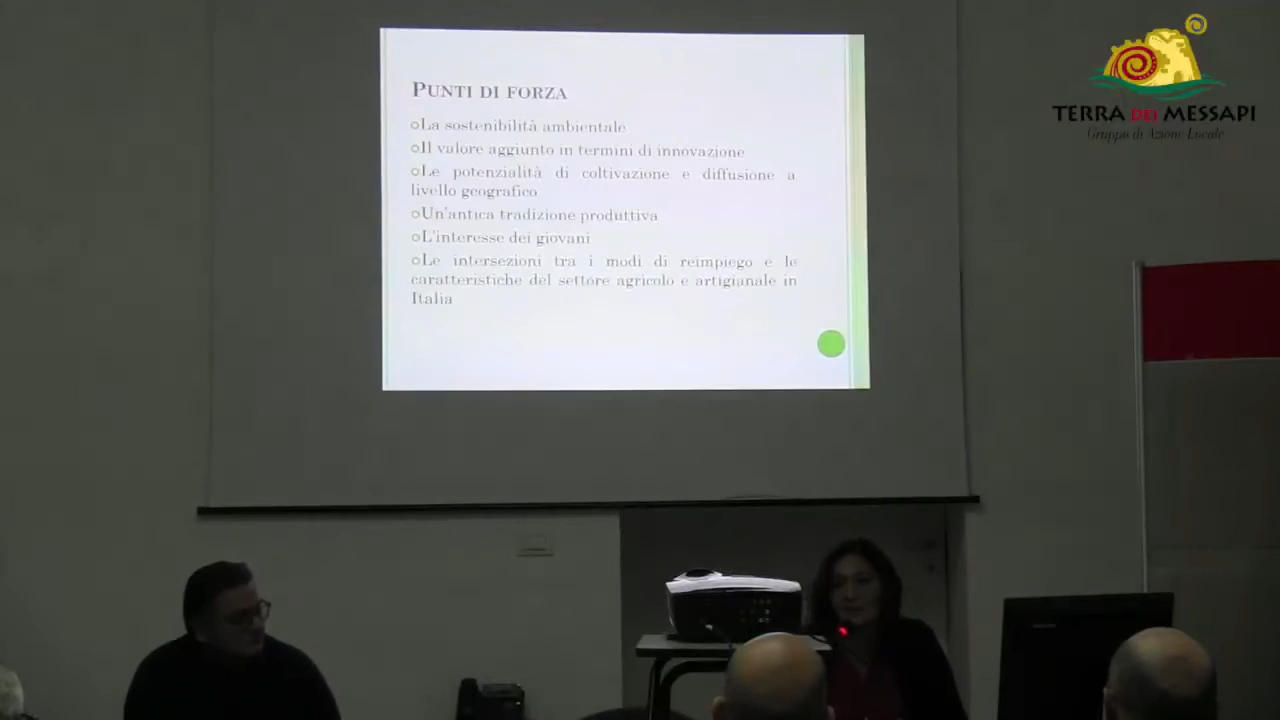 PUNTI DI FORZA
La sostenibilità ambientale
Il valore aggiunto in termini di innovazione
Le potenzialità di coltivazione e diffusione a
livello geografico
Un'antica tradizione produttiva
L'interesse dei giovani
Le intersezioni tra i modi di reimpiego e le
caratteristiche del settore agricolo e artigianale in
Italia
TERRA DEI MESSAPI
Gruppo di Azione Locale